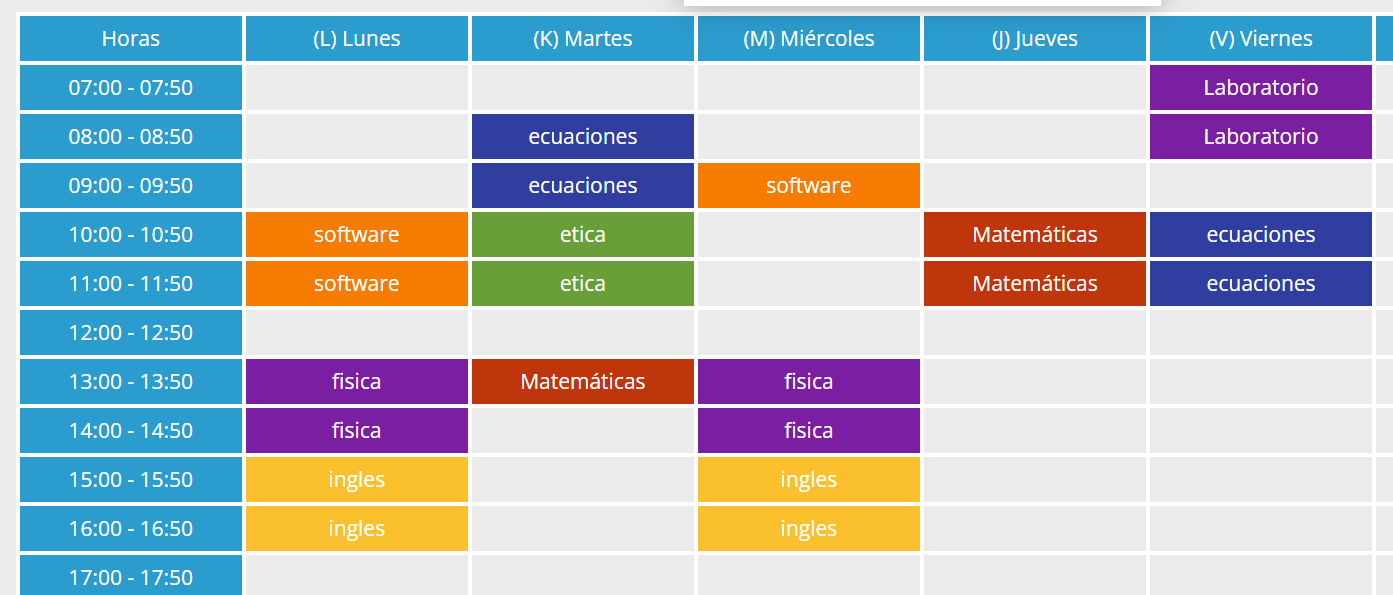 Horas (L) Lunes (K) Martes (M) Miércoles (J) Jueves (V) Viernes
07:00 - 07:50 Laboratorio
08:00 - 08:50 ecuaciones Laboratorio
09:00 - 09:50 ecuaciones software
10:00 - 10:50 software etica Matemáticas ecuaciones
11:00 - 11:50 software etica Matemáticas ecuaciones
12:00 - 12:50
13:00 - 13:50 fisica Matemáticas fisica
14:00 - 14:50 fisica fisica
15:00 - 15:50 ingles ingles
16:00 - 16:50 ingles ingles
17:00 - 17:50